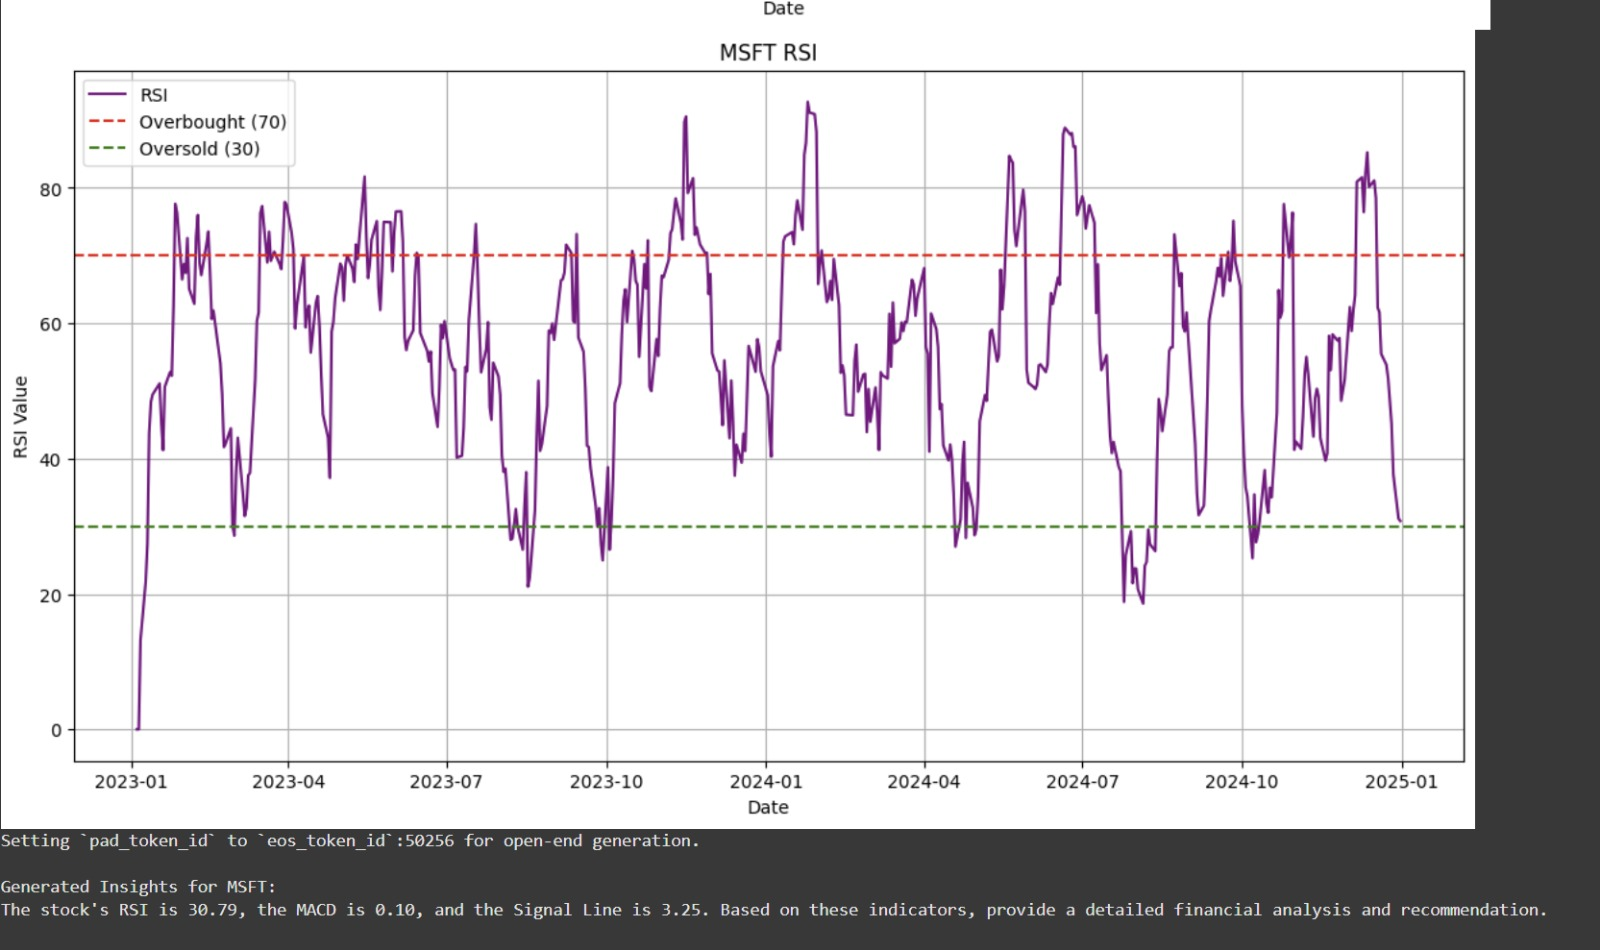 Date
MSFT RSI
RSI
Overbought (70)
Oversold (30)
80
60
40
20
0
RSI Value
2023-01 2023-04 2023-07 2023-10 2024-01 2024-04 2024-07 2024-10 2025-01
Date
Setting `pad_token_id` to `eos_token_id`:50256 for open-end generation.
Generated Insights for MSFT:
The stock's RSI is 30.79, the MACD is 0.10, and the Signal Line is 3.25. Based on these indicators, provide a detailed financial analysis and recommendation.